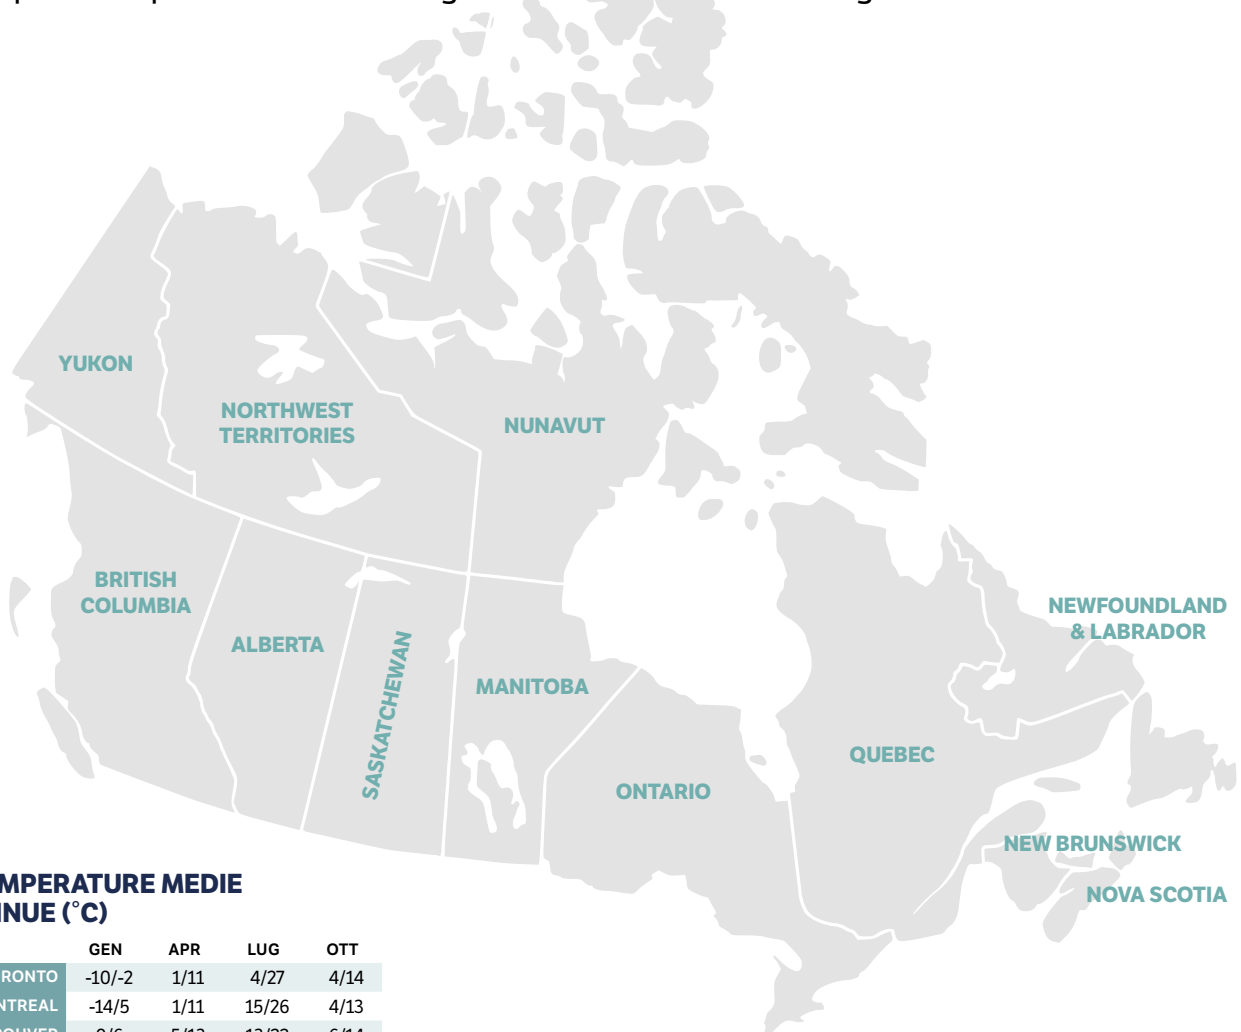 YUKON
NORTHWEST
TERRITORIES
NUNAVUT
BRITISH
COLUMBIA
ALBERTA
SASKATCHEWAN
MANITOBA
ONTARIO
QUEBEC
NEWFOUNDLAND
& LABRADOR
NEW BRUNSWICK
NOVA SCOTIA
MPERATURE MEDIE
NUE (°C)
GEN APR LUG OTT
RONTO -10/-2 1/11 4/27 4/14
NTREAL -14/5 1/11 15/26 4/13